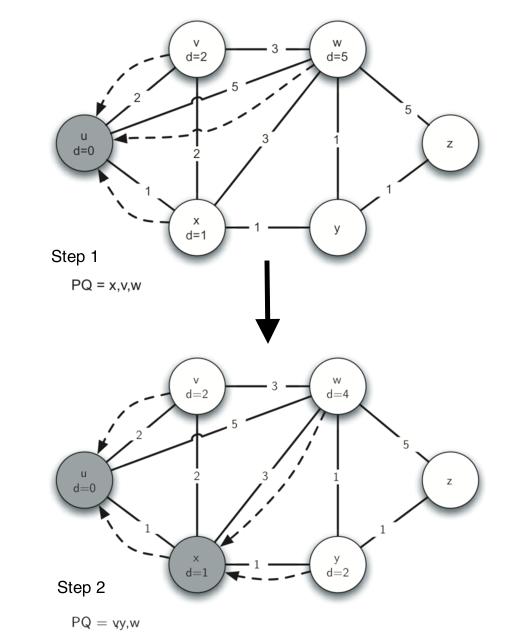 v
d=2
3
w
d=5
2
5
5
u
d=0
2
3
1
z
1
1
x
d=1
1
y
Step 1
PQ = x,v,w
v
d=2
3
w
d=4
2
5
5
u
d=0
2
3
1
z
1
1
x
d=1
1
y
d=2
Step 2
PQ = vy,w